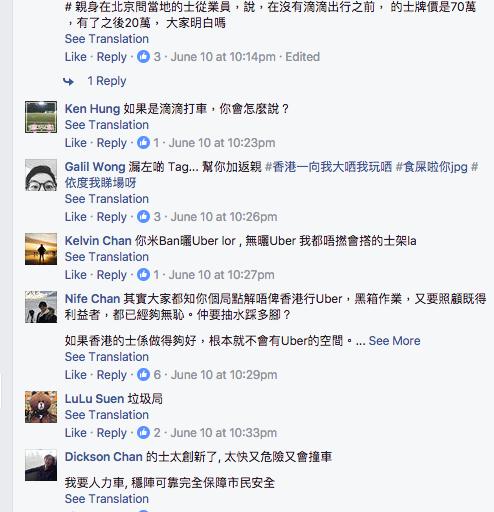 # 親身在北京問當地的士從業員，說，在沒有滴滴出行之前， 的士牌價是70萬
，有了之後20萬， 大家明白嗎
See Translation
Like · Reply · 3 · June 10 at 10:14pm · Edited
1 Reply
Ken Hung 如果是滴滴打車，你會怎麼說？
See Translation
Like · Reply · 1 · June 10 at 10:23pm
Galil Wong 漏左啲 Tag... 幫你加返親 #香港一向我大哂我玩哂 #食屎啦你jpg #
依度我睇場呀
See Translation
Like · Reply · 3 · June 10 at 10:26pm
Kelvin Chan 你米Ban曬Uber lor , 無曬Uber 我都唔撚會搭的士架la
See Translation
Like · Reply · 1 · June 10 at 10:27pm
Nife Chan 其實大家都知你個局點解唔俾香港行Uber，黑箱作業，又要照顧既得
利益者，都已經夠無恥。仲要抽水踩多腳？
如果香港的士係做得夠好，根本就不會有Uber的空間。... See More
See Translation
Like · Reply · 6 · June 10 at 10:29pm
LuLu Suen 垃圾局
See Translation
Like · Reply · 2 · June 10 at 10:33pm
Dickson Chan 的士太創新了, 太快又危險又會撞車
我要人力車, 穩陣可靠完全保障市民安全
See Translation